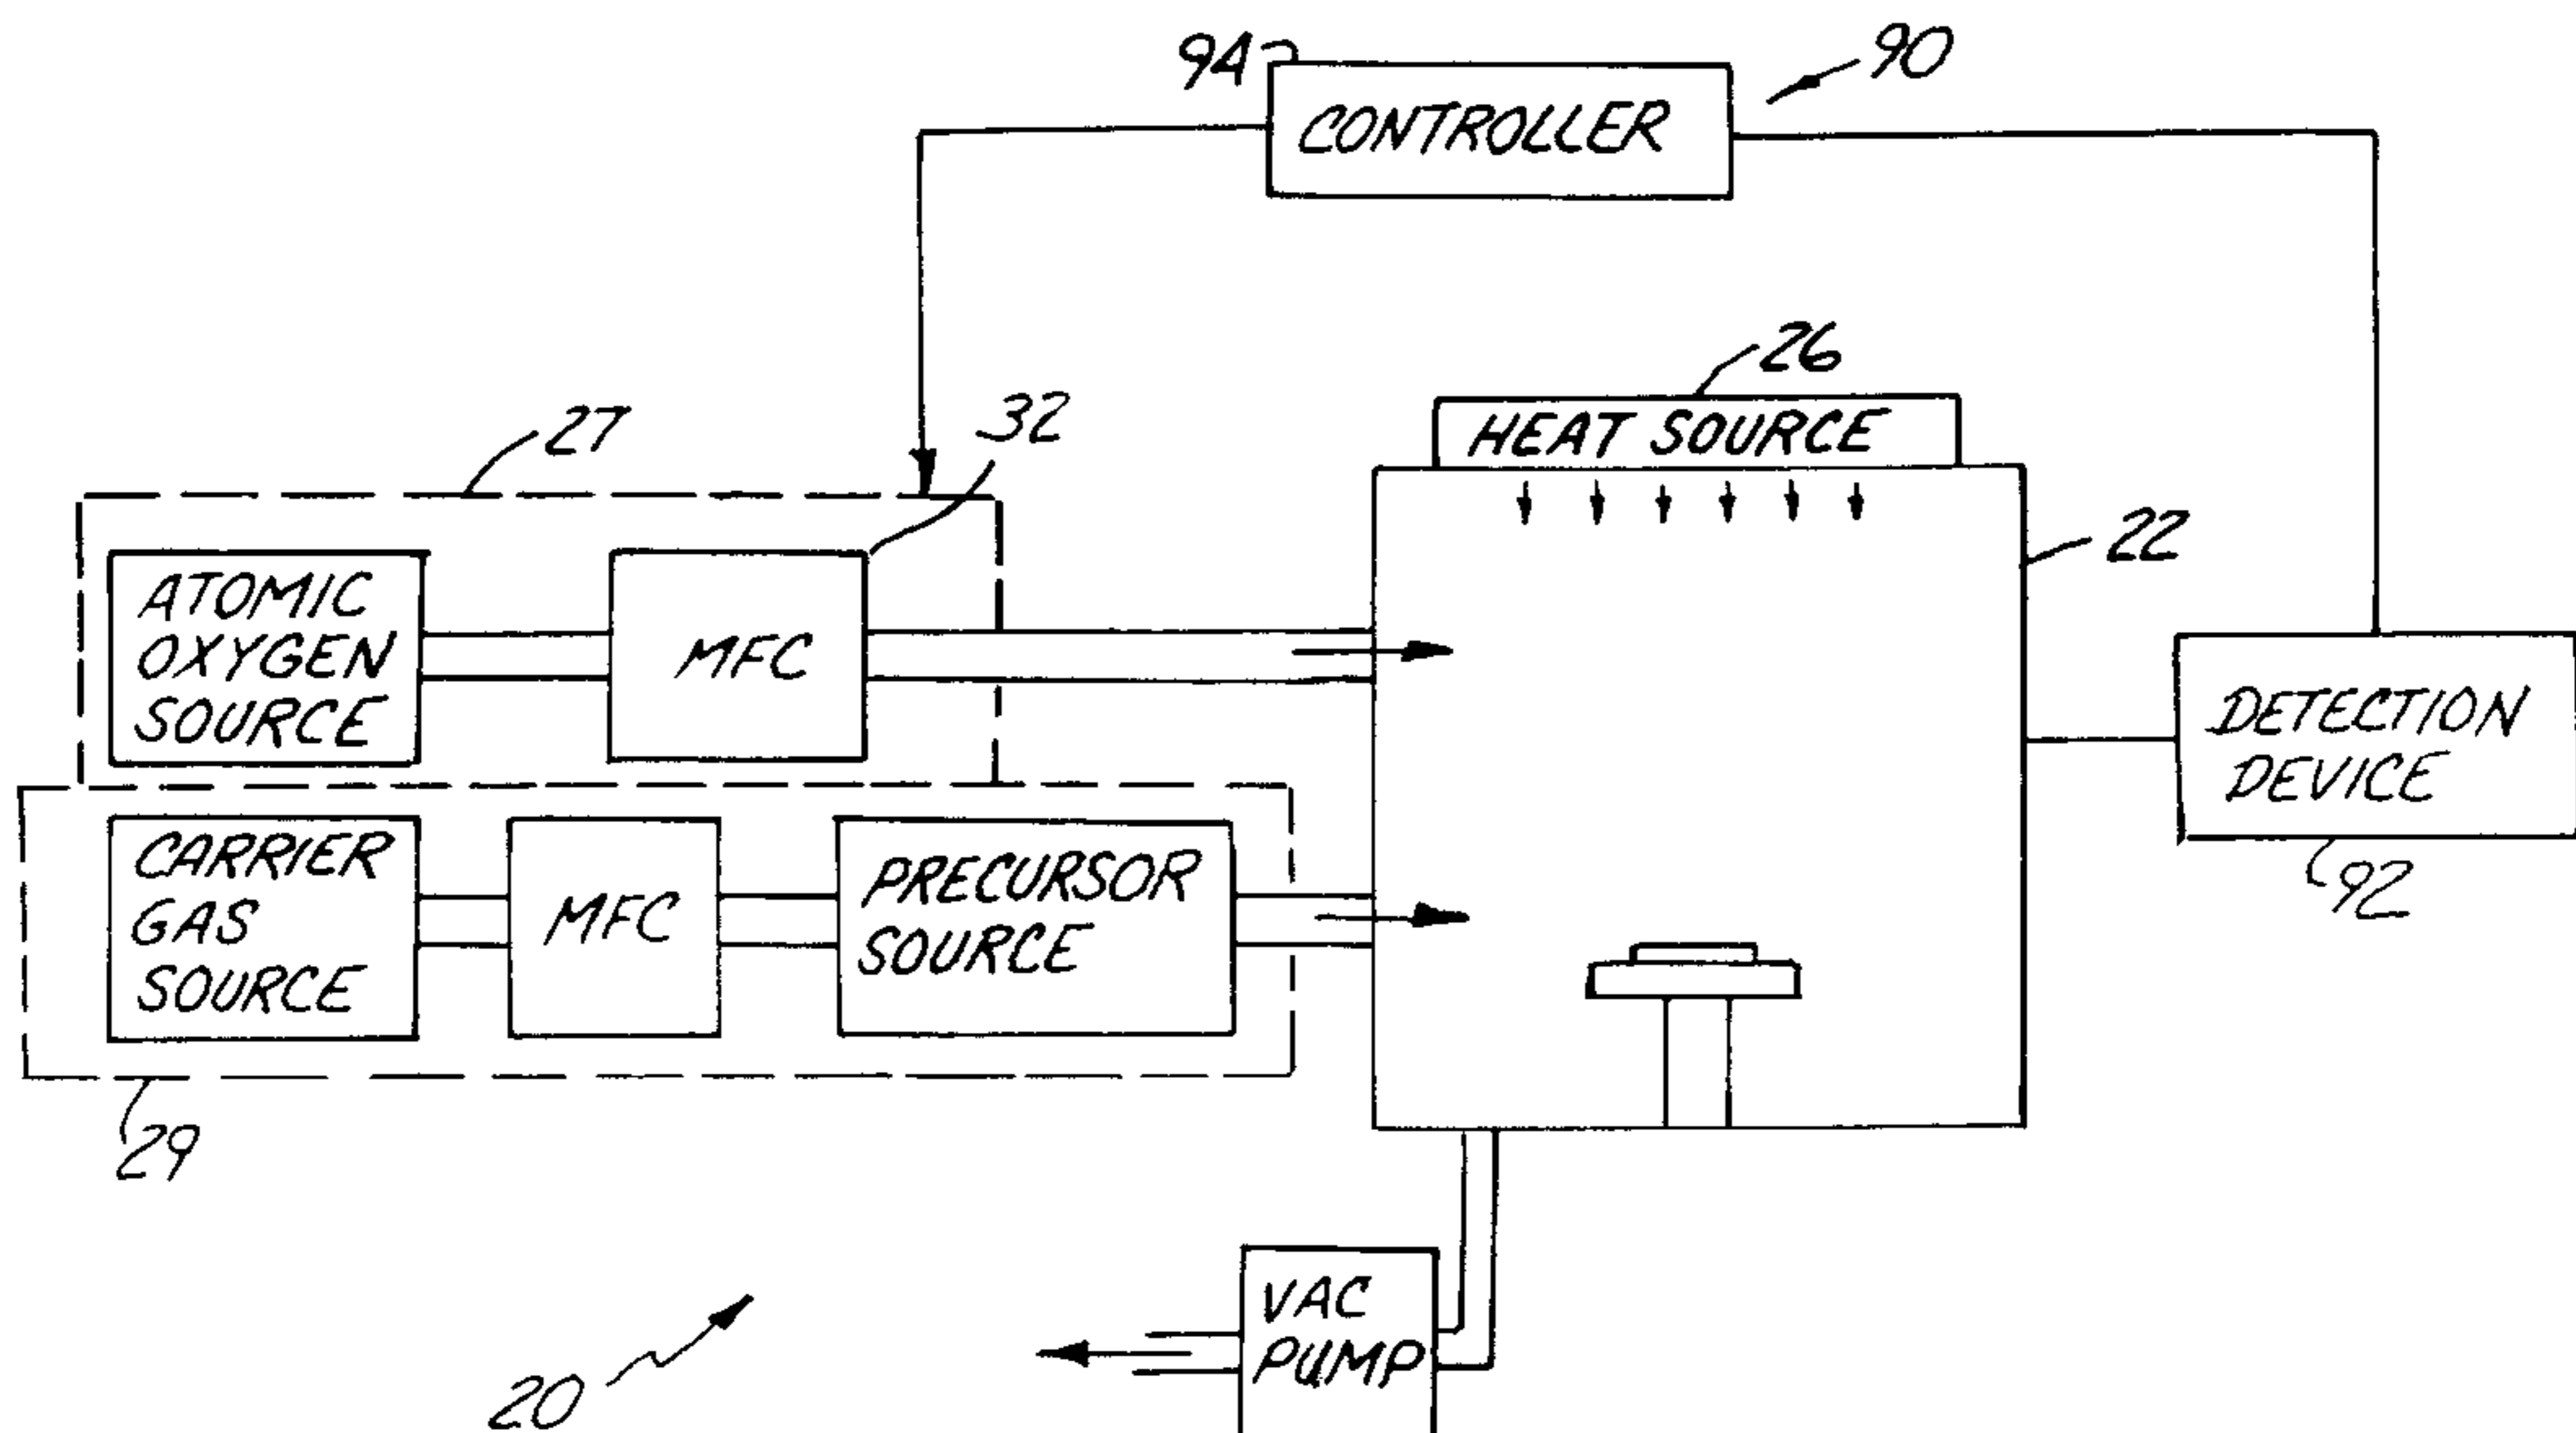 94
CONTROLLER
90
26
HEAT SOURCE
27
32
22
ATOMIC
OXYGEN
SOURCE
MFC
DETECTION
DEVICE
92
CARRIER
GAS
SOURCE
MFC
PRECURSOR
SOURCE
29
VAC
PUMP
20